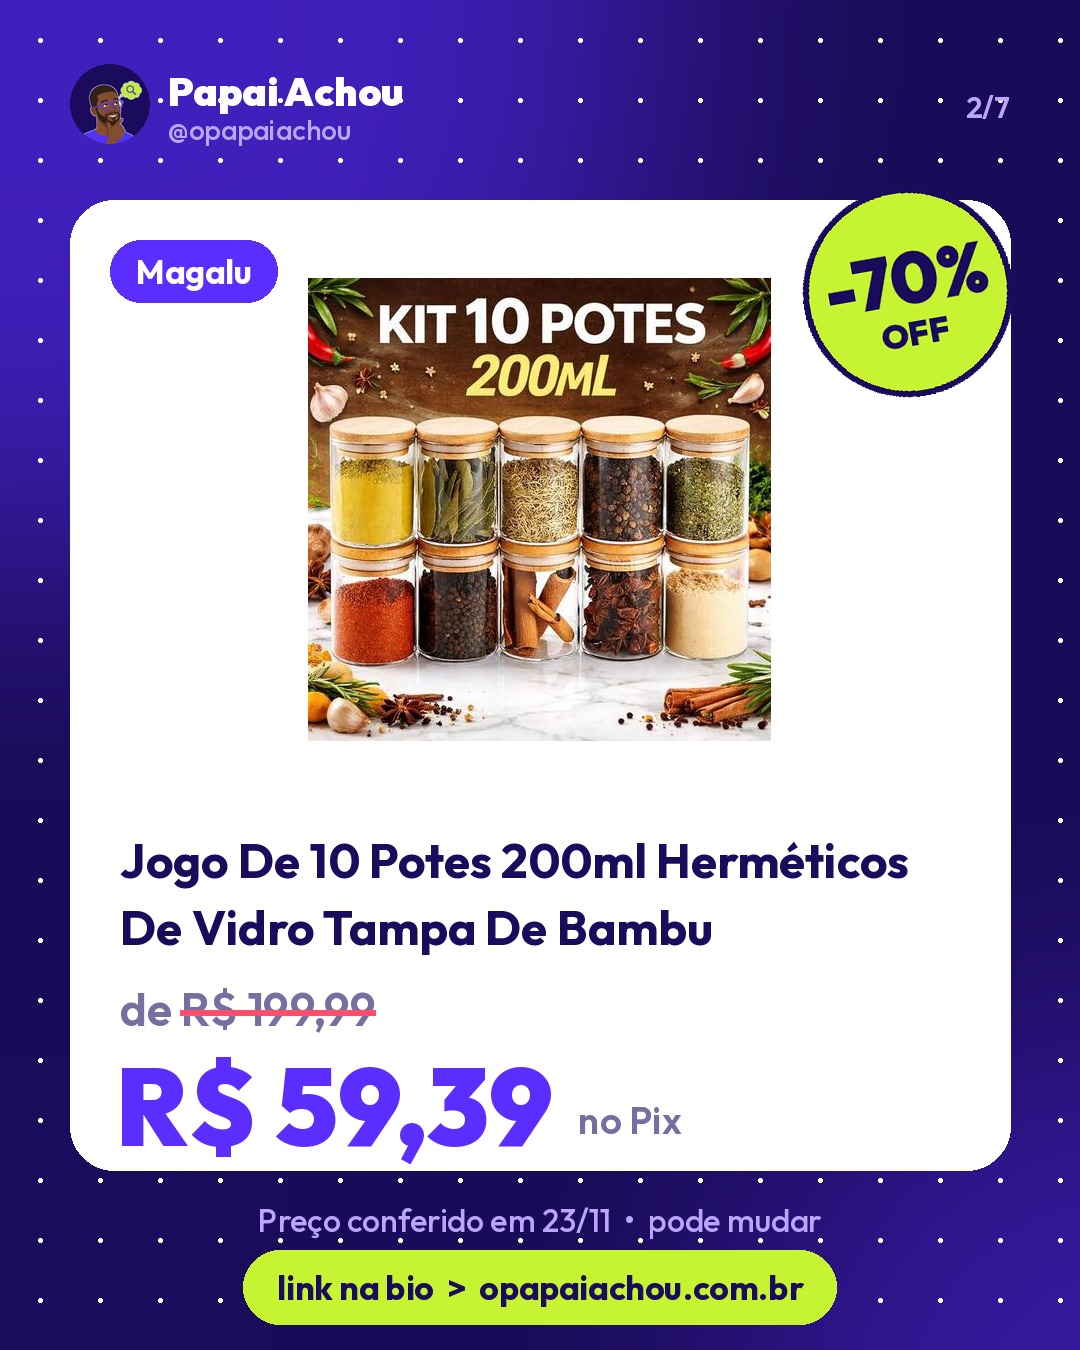 PapaiAchou
@opapaiachou
2/7
Magalu
-70%
OFF
KIT 10 POTES
200ML
Jogo De 10 Potes 200ml Herméticos
De Vidro Tampa De Bambu
de R$ 199,99
R$ 59,39 no Pix
Preço conferido em 23/11 • pode mudar
link na bio > opapaiachou.com.br